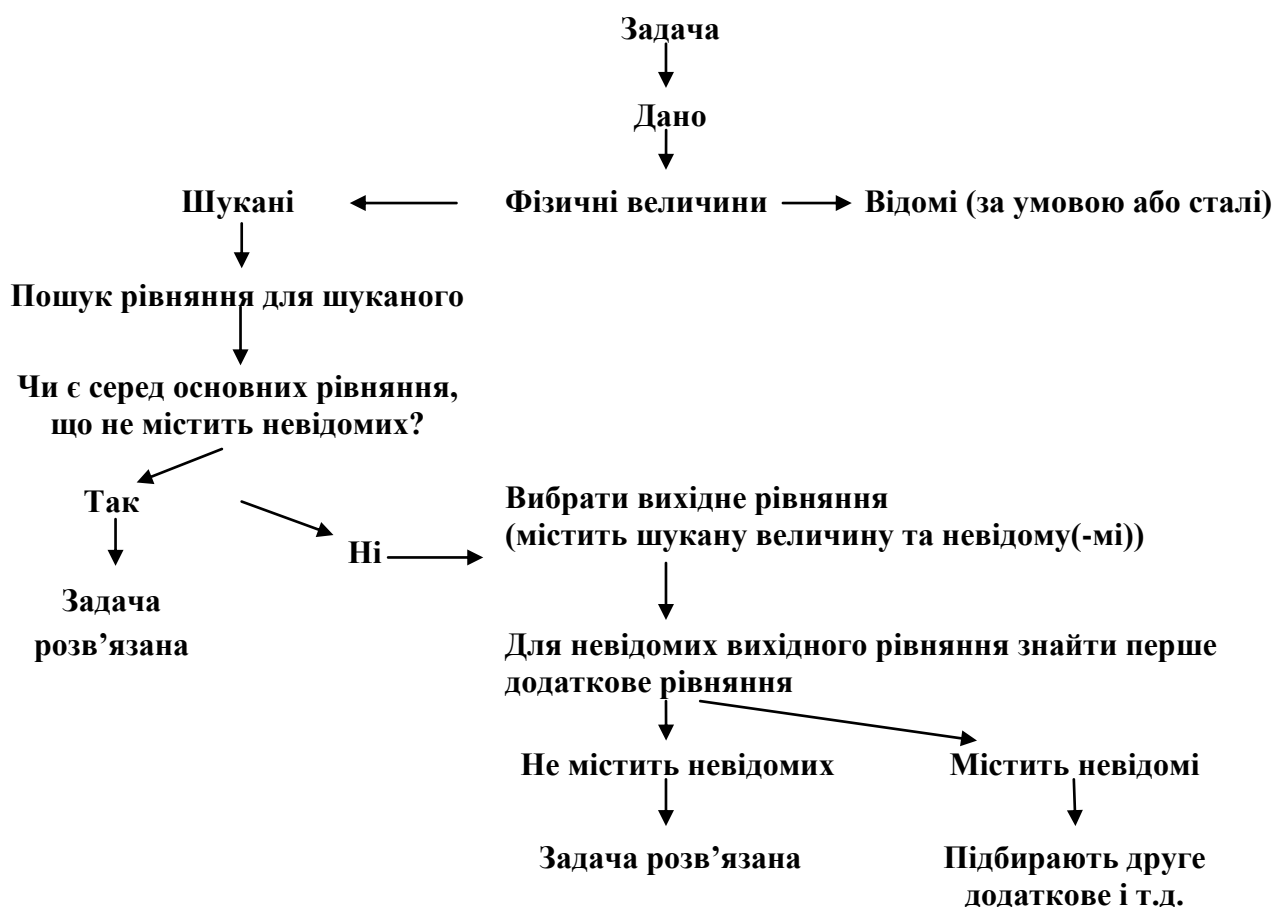 Задача
Дано
Шукані
Фізичні величини
Відомі (за умовою або сталі)
Пошук рівняння для шуканого
Чи є серед основних рівняння,
що не містить невідомих?
Так
Ні
Вибрати вихідне рівняння
(містить шукану величину та невідому(-мі))
Задача
розв’язана
Для невідомих вихідного рівняння знайти перше
додаткове рівняння
Не містить невідомих
Містить невідомі
Задача розв’язана
Підбирають друге
додаткове і т.д.